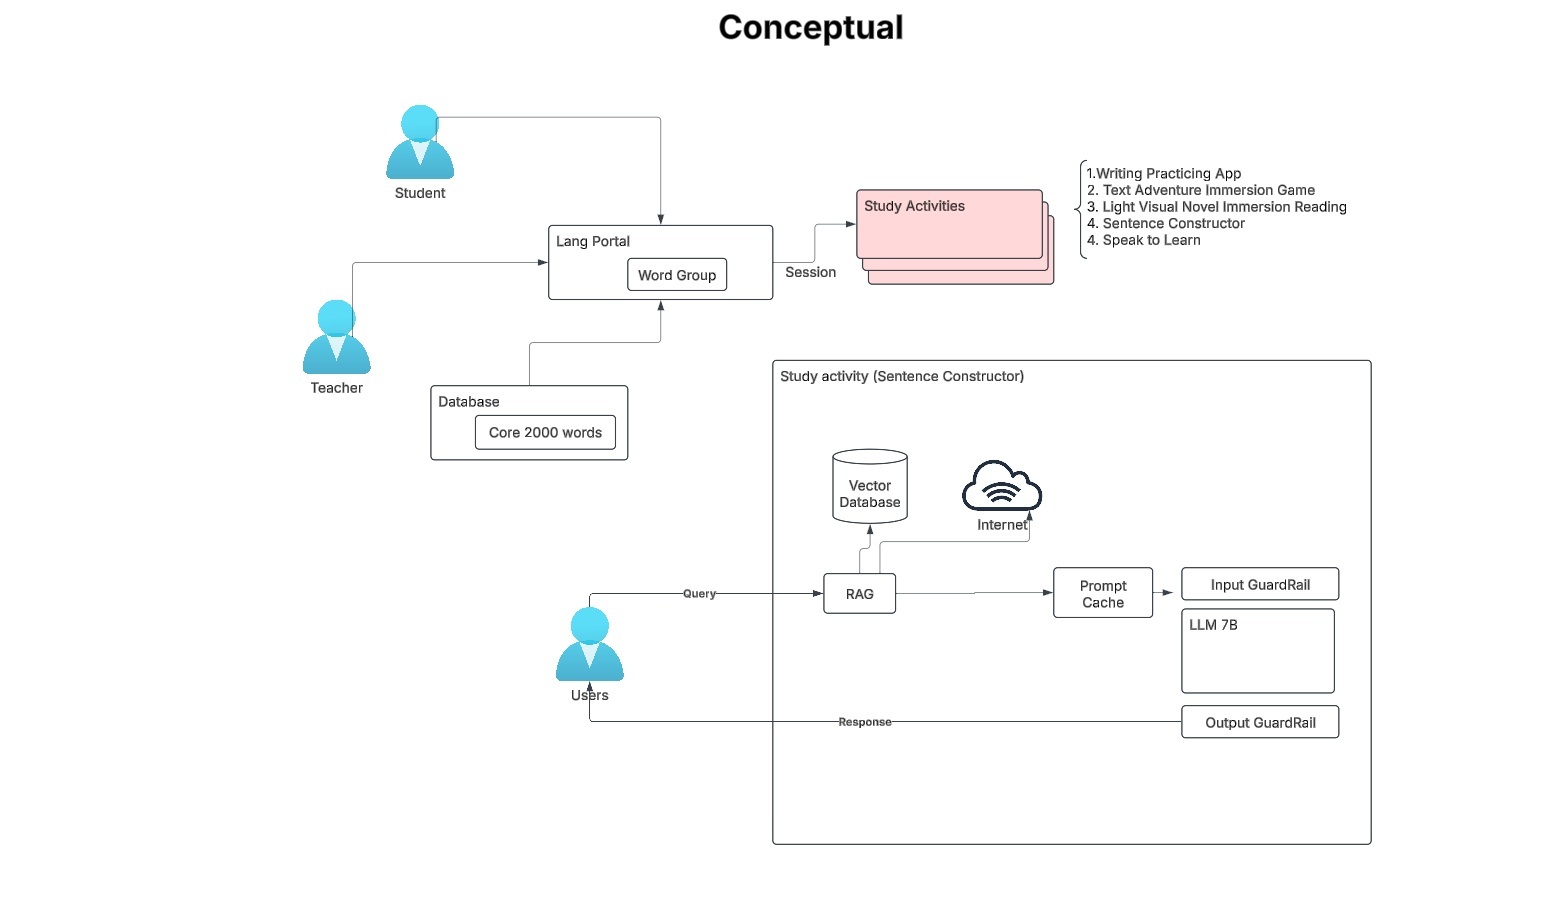 Conceptual
Student
Lang Portal
Word Group
Session
Study Activities
1.Writing Practicing App
2. Text Adventure Immersion Game
3. Light Visual Novel Immersion Reading
4. Sentence Constructor
4. Speak to Learn
Teacher
Database
Core 2000 words
Study activity (Sentence Constructor)
Vector
Database
Internet
Query
RAG
Prompt
Cache
Input GuardRail
LLM 7B
Users
Response
Output GuardRail